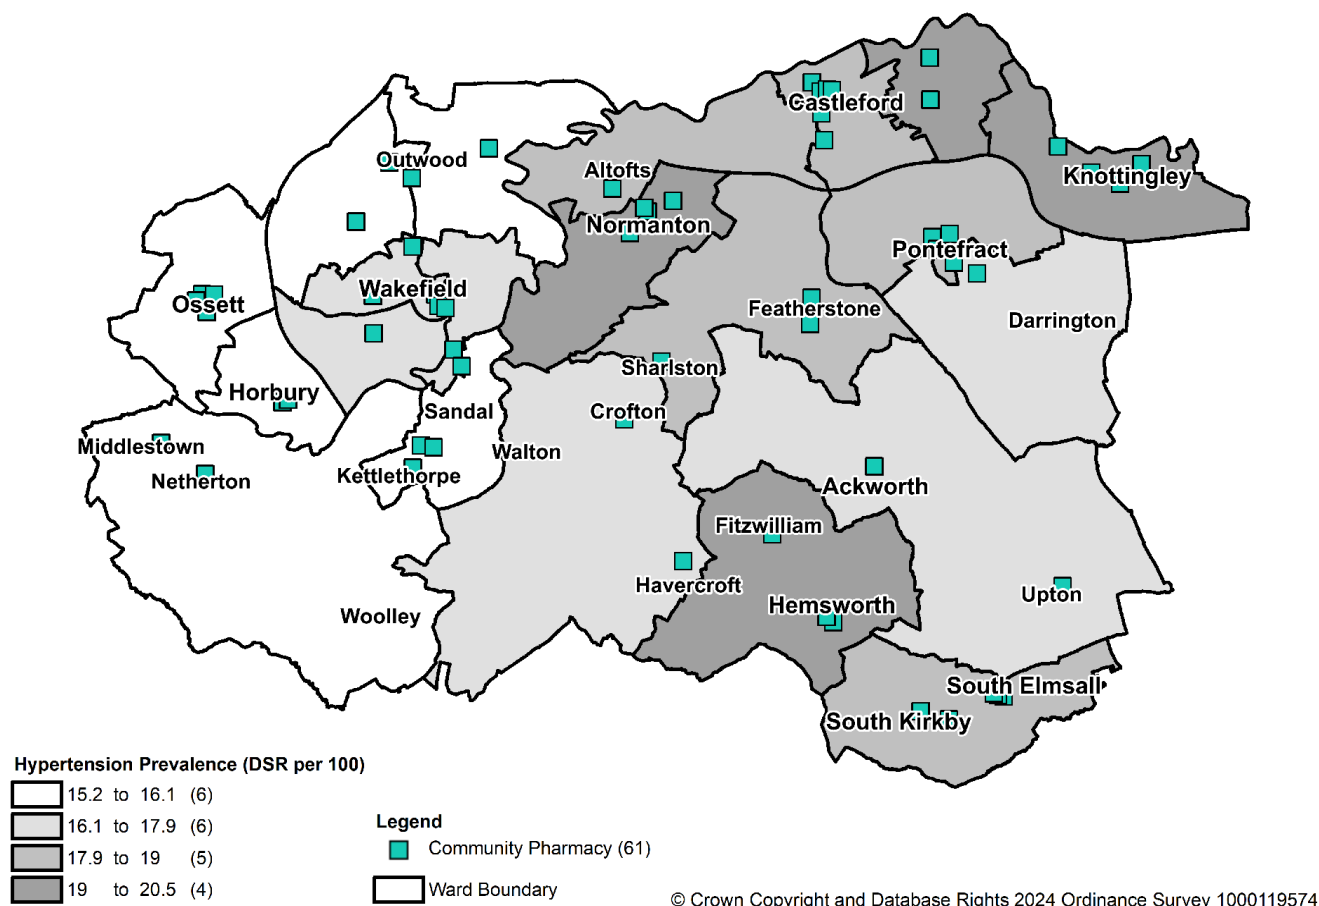 Castleford
Outwood
Altofts
Knottingley
Normanton
Pontefract
Wakefield
Ossett
Featherstone
Darrington
Sharlston
Horbury
Sandal
Crofton
Middlestown
Walton
Netherton
Kettlethorpe
Ackworth
Fitzwilliam
Havercroft
Upton
Hemsworth
Woolley
South Elmsall
South Kirkby
Hypertension Prevalence (DSR per 100)
15.2 to 16.1 (6)
16.1 to 17.9 (6)
17.9 to 19 (5)
19 to 20.5 (4)
Legend
Community Pharmacy (61)
Ward Boundary
© Crown Copyright and Database Rights 2024 Ordinance Survey 1000119574